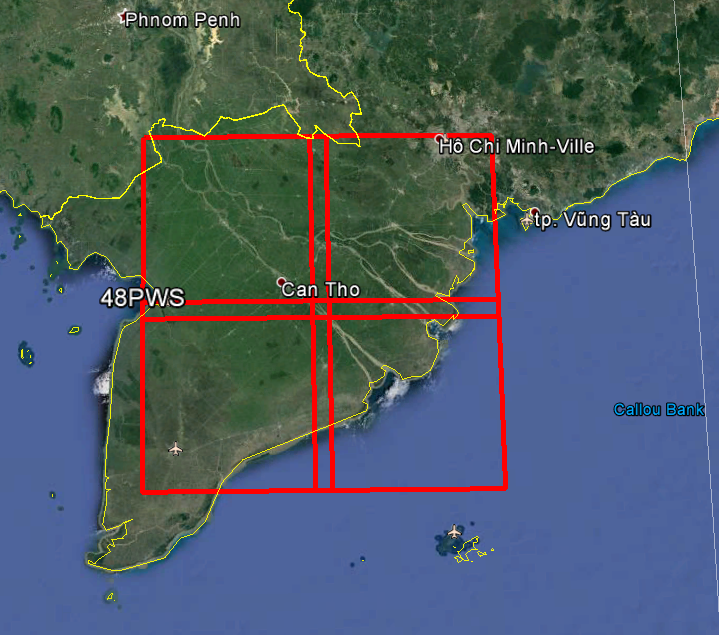 Phnom Penh
Hô Chi Minh-Ville
tp. Vũng Tàu
Can Tho
48PWS
Callou Bank